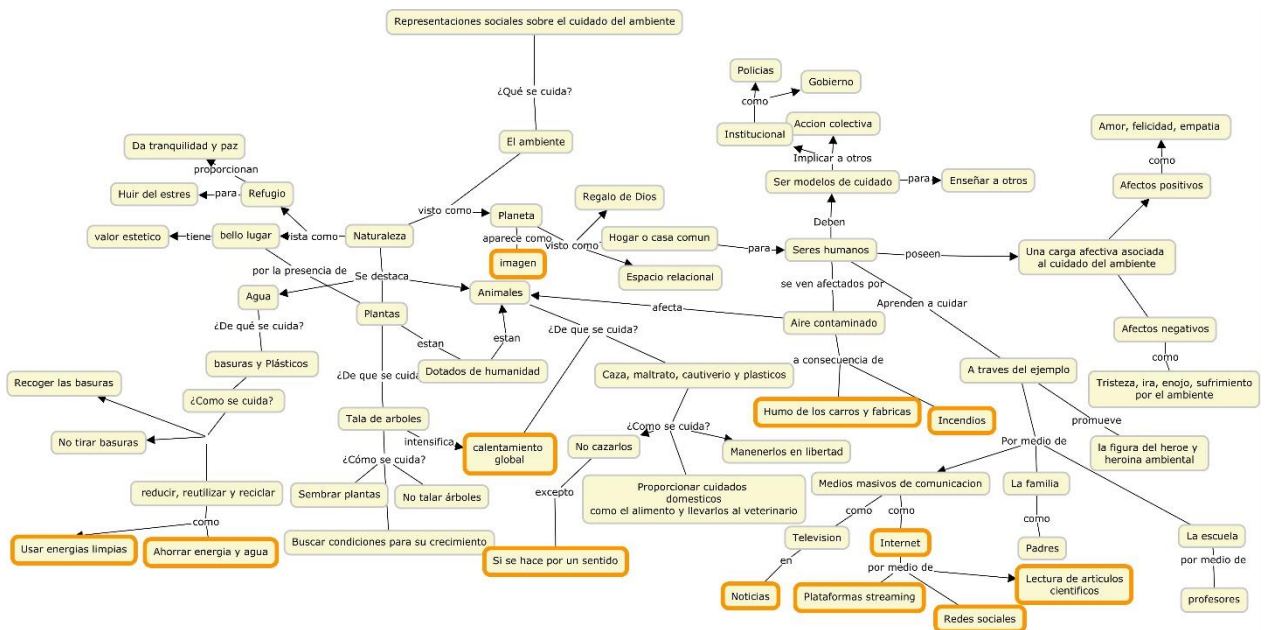 Representaciones sociales sobre el cuidado del ambiente
¿Qué se cuida?
El ambiente
visto como
Planeta
aparece como
imagen
visto como
Regalo de Dios
Espacio relacional
Naturaleza
vista como
Refugio
proporcionan
Da tranquilidad y paz
para
Huir del estres
bello lugar
tiene
valor estetico
por la presencia de
Se destaca
Agua
¿De qué se cuida?
basuras y Plásticos
¿Como se cuida?
Recoger las basuras
No tirar basuras
reducir, reutilizar y reciclar
como
Usar energias limpias
Ahorrar energia y agua
Plantas
estan
Dotados de humanidad
estan
¿De que se cuida
Tala de arboles
intensifica
calentamiento
global
¿Cómo se cuida?
Sembrar plantas
No talar árboles
Buscar condiciones para su crecimiento
Animales
¿De que se cuida?
Caza, maltrato, cautiverio y plasticos
¿Como se cuida?
No cazarlos
excepto
Si se hace por un sentido
Manenerlos en libertad
Proporcionar cuidados
domesticos
como el alimento y llevarlos al veterinario
Hogar o casa comun
para
Seres humanos
Deben
Ser modelos de cuidado
para
Enseñar a otros
Implicar a otros
Accion colectiva
Institucional
como
Policias
Gobierno
poseen
Una carga afectiva asociada
al cuidado del ambiente
Afectos positivos
como
Amor, felicidad, empatia
Afectos negativos
como
Tristeza, ira, enojo, sufrimiento
por el ambiente
se ven afectados por
Aire contaminado
afecta
a consecuencia de
Humo de los carros y fabricas
Incendios
Aprenden a cuidar
A traves del ejemplo
promueve
la figura del heroe y
heroina ambiental
Por medio de
Medios masivos de comunicacion
como
Television
en
Noticias
como
Internet
por medio de
Plataformas streaming
Redes sociales
Lectura de articulos
cientificos
La familia
como
Padres
La escuela
por medio de
profesores